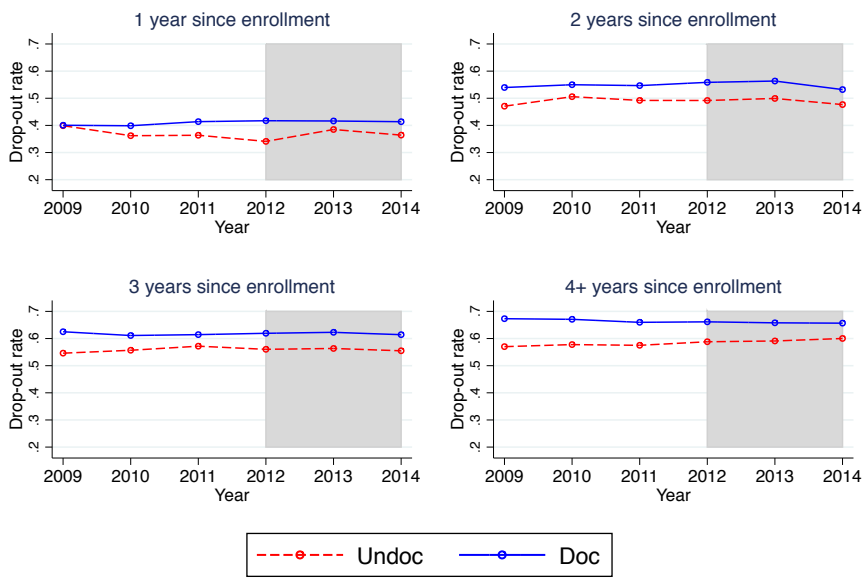 1 year since enrollment
Drop-out rate
.7
.6
.5
.4
.3
.2
2009 2010 2011 2012 2013 2014
Year
2 years since enrollment
Drop-out rate
.7
.6
.5
.4
.3
.2
2009 2010 2011 2012 2013 2014
Year
3 years since enrollment
Drop-out rate
.7
.6
.5
.4
.3
.2
2009 2010 2011 2012 2013 2014
Year
4+ years since enrollment
Drop-out rate
.7
.6
.5
.4
.3
.2
2009 2010 2011 2012 2013 2014
Year
Undoc Doc